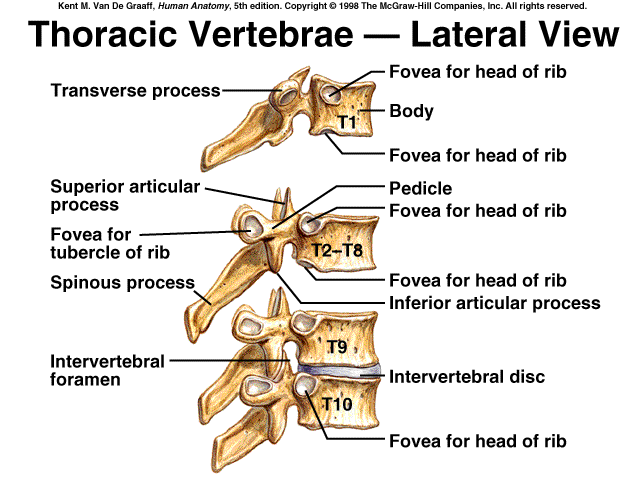 Kent M. Van De Graaff, Human Anatomy, 5th edition. Copyright © 1998 The McGraw-Hill Companies, Inc. All rights reserved.
Thoracic Vertebrae — Lateral View
Fovea for head of rib
Transverse process
Body
T1
Fovea for head of rib
Superior articular
process
Pedicle
Fovea for head of rib
Fovea for
tubercle of rib
T2–T8
Spinous process
Fovea for head of rib
Inferior articular process
T9
Intervertebral
foramen
Intervertebral disc
T10
Fovea for head of rib